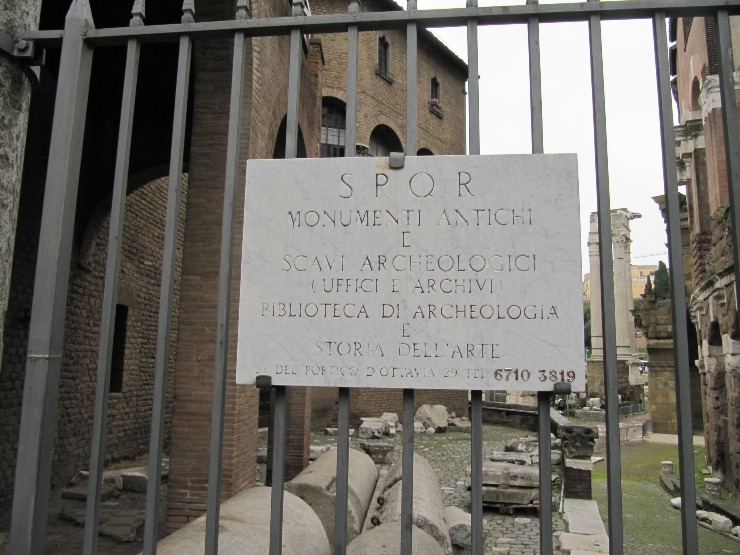 S P Q R
MONUMENTI ANTICHI
E
SCAVI ARCHEOLOGICI
(UFFICI E ARCHIVI)
BIBLIOTECA DI ARCHEOLOGIA
E
STORIA DELL'ARTE
DEL PORTICO D'OTTAVIA 29 TEL 6710 3819